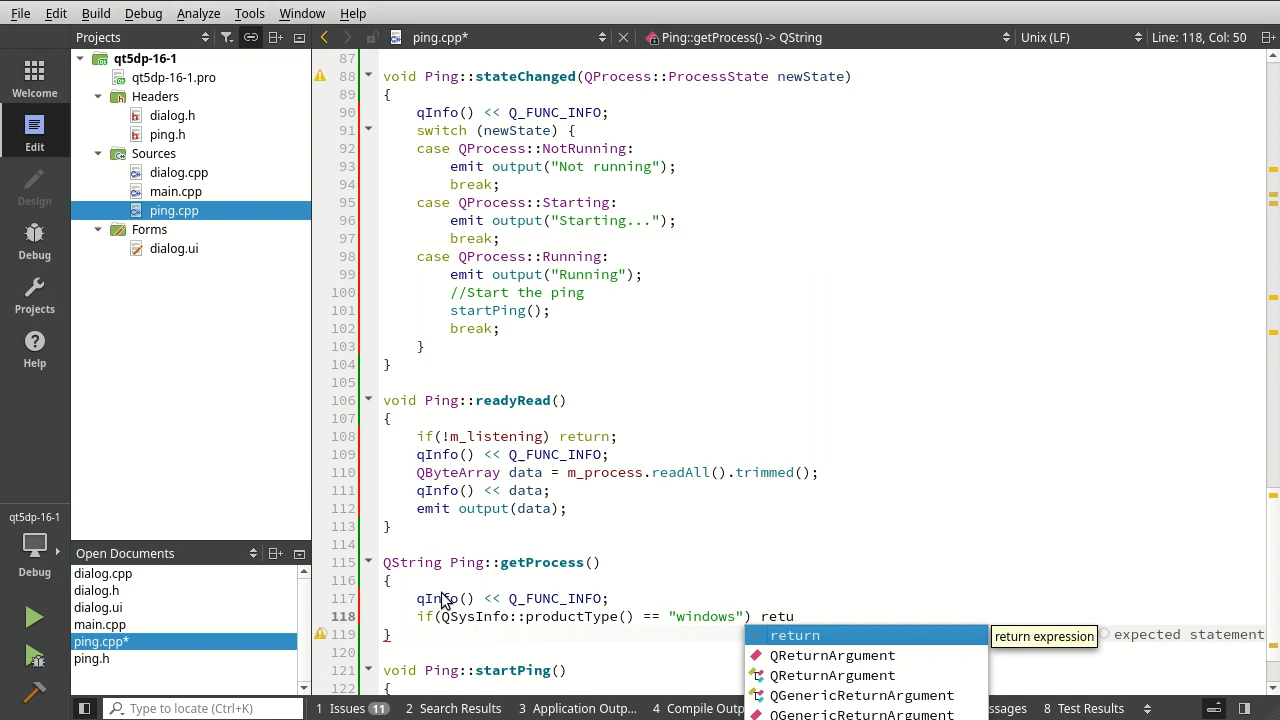 File Edit Build Debug Analyze Tools Window Help
Projects ping.cpp* Ping::getProcess() -> QString Unix (LF) Line: 118, Col: 50
Welcome
Edit
Design
Debug
Projects
Help
qt5dp-16-1
Debug
qt5dp-16-1
qt5dp-16-1.pro
Headers
dialog.h
ping.h
Sources
dialog.cpp
main.cpp
ping.cpp
Forms
dialog.ui
Open Documents
dialog.cpp
dialog.h
dialog.ui
main.cpp
ping.cpp*
ping.h
87
88 void Ping::stateChanged(QProcess::ProcessState newState)
89 {
90 qInfo() << Q_FUNC_INFO;
91 switch (newState) {
92 case QProcess::NotRunning:
93 emit output("Not running");
94 break;
95 case QProcess::Starting:
96 emit output("Starting...");
97 break;
98 case QProcess::Running:
99 emit output("Running");
100 //Start the ping
101 startPing();
102 break;
103 }
104 }
105
106 void Ping::readyRead()
107 {
108 if(!m_listening) return;
109 qInfo() << Q_FUNC_INFO;
110 QByteArray data = m_process.readAll().trimmed();
111 qInfo() << data;
112 emit output(data);
113 }
114
115 QString Ping::getProcess()
116 {
117 qInfo() << Q_FUNC_INFO;
118 if(QSysInfo::productType() == "windows") retu
119 } expected statement
120
121 void Ping::startPing()
122 {
return return expression
QReturnArgument
QReturnArgument
QGenericReturnArgument
QGenericReturnArgument
Type to locate (Ctrl+K) 1 Issues 11 2 Search Results 3 Application Outp... 4 Compile Outp ssages 8 Test Results